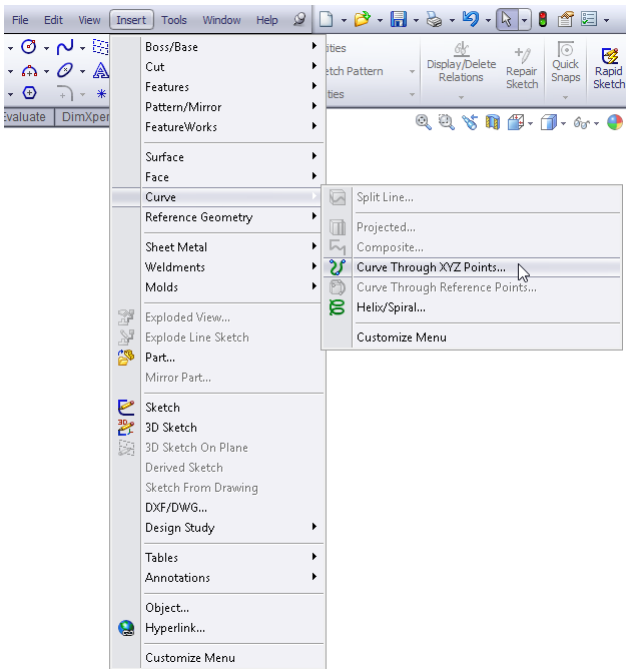 File Edit View Insert Tools Window Help
Boss/Base
Cut
Features
Pattern/Mirror
FeatureWorks
Surface
Face
Curve
Reference Geometry
Sheet Metal
Weldments
Molds
Exploded View...
Explode Line Sketch
Part...
Mirror Part...
Sketch
3D Sketch
3D Sketch On Plane
Derived Sketch
Sketch From Drawing
DXF/DWG...
Design Study
Tables
Annotations
Object...
Hyperlink...
Customize Menu
Split Line...
Projected...
Composite...
Curve Through XYZ Points...
Curve Through Reference Points...
Helix/Spiral...
Customize Menu
ities
etch Pattern
ties
Display/Delete
Relations
Repair
Sketch
Quick
Snaps
Rapid
Sketch
Evaluate DimXper
3D